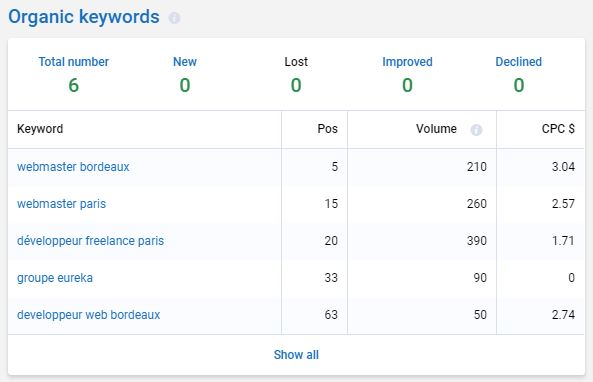 Organic keywords
Total number New Lost Improved Declined
6 0 0 0 0
Keyword Pos Volume CPC $
webmaster bordeaux 5 210 3.04
webmaster paris 15 260 2.57
développeur freelance paris 20 390 1.71
groupe eureka 33 90 0
developpeur web bordeaux 63 50 2.74
Show all